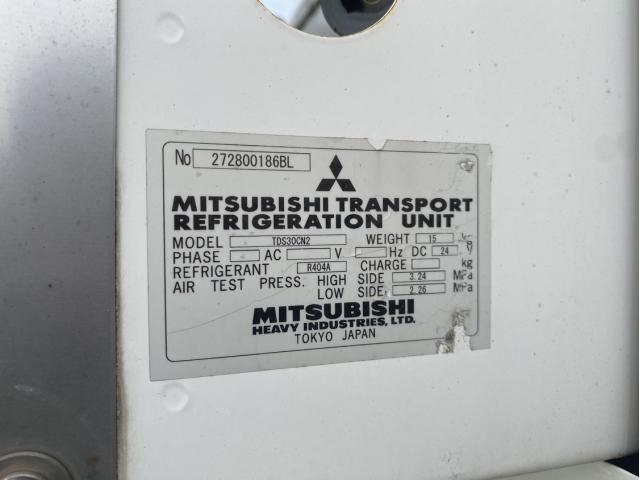 No 272800186BL
MITSUBISHI TRANSPORT
REFRIGERATION UNIT
MODEL TDS30CN2 WEIGHT 15 kg
PHASE AC V Hz DC 24 V
REFRIGERANT R404A CHARGE kg
AIR TEST PRESS. HIGH SIDE 3.24 MPa
LOW SIDE 2.26 MPa
MITSUBISHI
HEAVY INDUSTRIES, LTD.
TOKYO JAPAN